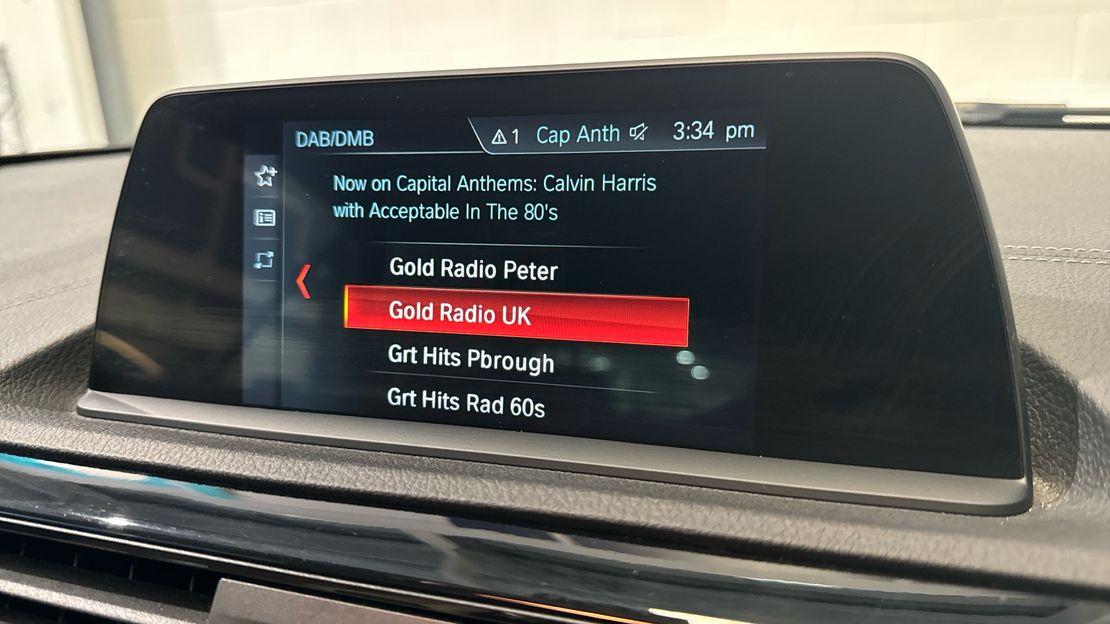 DAB/DMB
1 Cap Anth 3:34 pm
Now on Capital Anthems: Calvin Harris
with Acceptable In The 80's
Gold Radio Peter
Gold Radio UK
Grt Hits Pbrough
Grt Hits Rad 60s